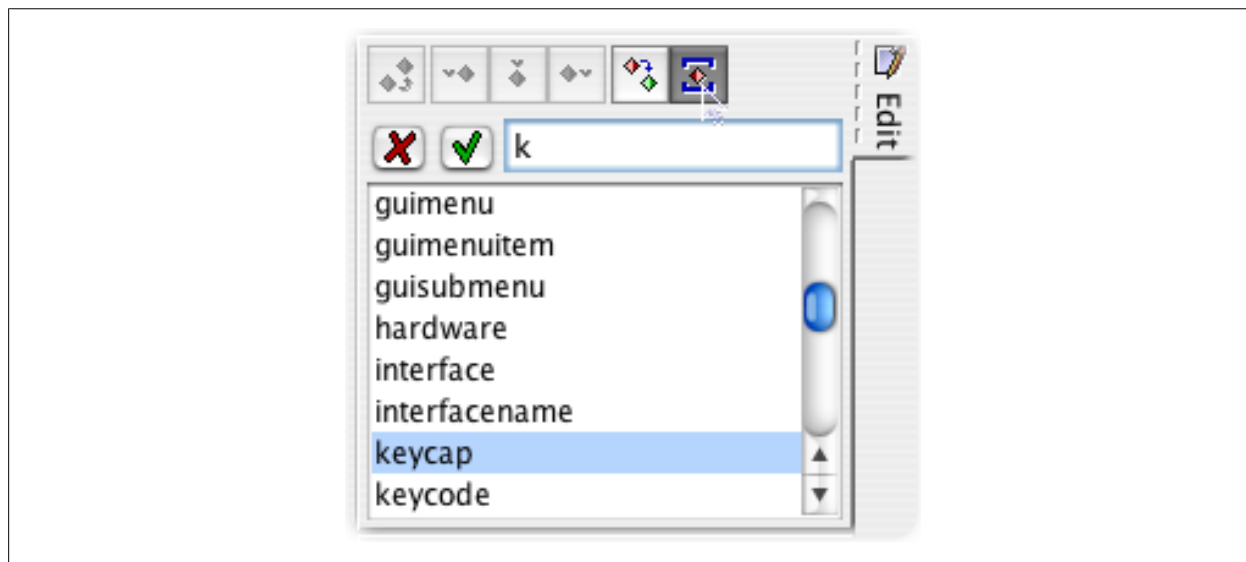 Edit
k
guimenu
guimenuitem
guisubmenu
hardware
interface
interfacename
keycap
keycode